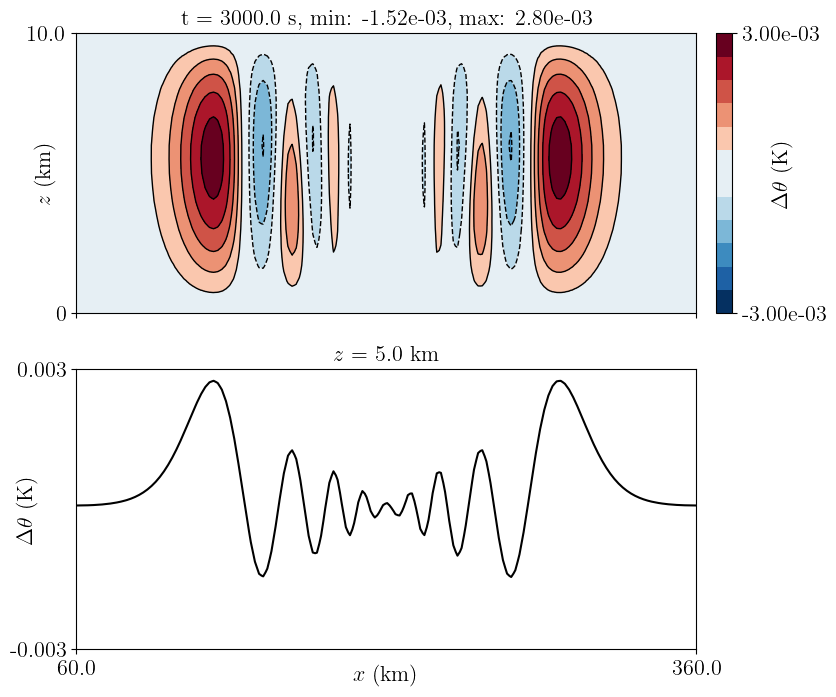 t = 3000.0 s, min: -1.52e-03, max: 2.80e-03
10.0
z (km)
0
3.00e-03
Δθ (K)
-3.00e-03
z = 5.0 km
0.003
Δθ (K)
-0.003
60.0
x (km)
360.0